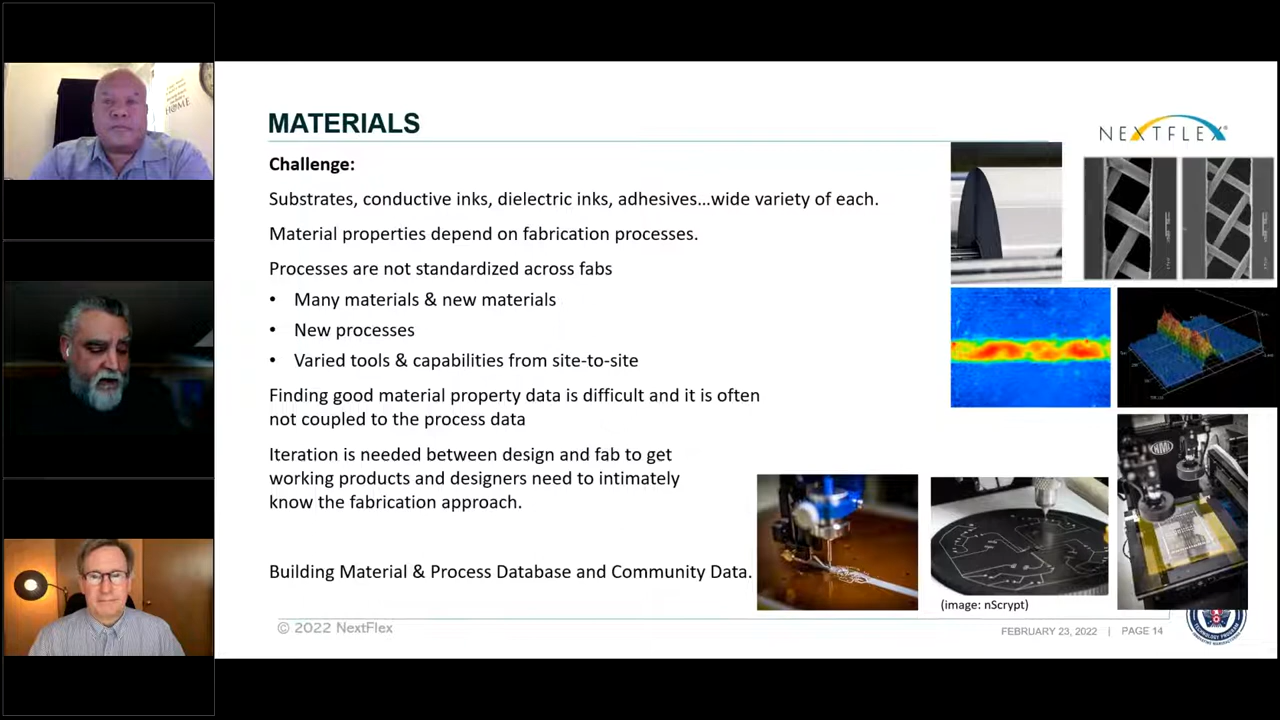 HOME
MATERIALS
NEXTFLEX®
Challenge:
Substrates, conductive inks, dielectric inks, adhesives…wide variety of each.
Material properties depend on fabrication processes.
Processes are not standardized across fabs
• Many materials & new materials
• New processes
• Varied tools & capabilities from site-to-site
Finding good material property data is difficult and it is often
not coupled to the process data
Iteration is needed between design and fab to get
working products and designers need to intimately
know the fabrication approach.
Building Material & Process Database and Community Data.
(image: nScrypt)
© 2022 NextFlex
FEBRUARY 23, 2022 | PAGE 14